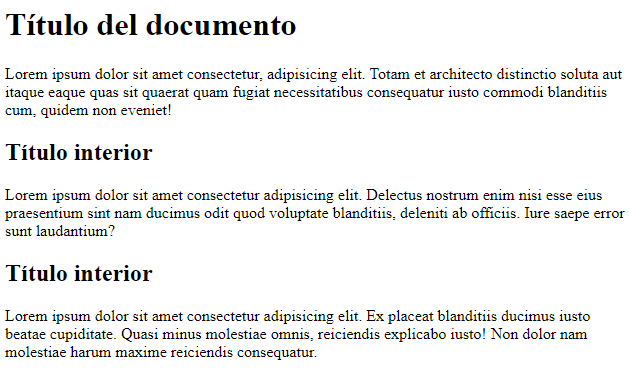 Título del documento
Lorem ipsum dolor sit amet consectetur, adipisicing elit. Totam et architecto distinctio soluta aut
itaque eaque quas sit quaerat quam fugiat necessitatibus consequatur iusto commodi blanditiis
cum, quidem non eveniet!
Título interior
Lorem ipsum dolor sit amet consectetur adipisicing elit. Delectus nostrum enim nisi esse eius
praesentium sint nam ducimus odit quod voluptate blanditiis, deleniti ab officiis. Iure saepe error
sunt laudantium?
Título interior
Lorem ipsum dolor sit amet consectetur adipisicing elit. Ex placeat blanditiis ducimus iusto
beatae cupiditate. Quasi minus molestiae omnis, reiciendis explicabo iusto! Non dolor nam
molestiae harum maxime reiciendis consequatur.